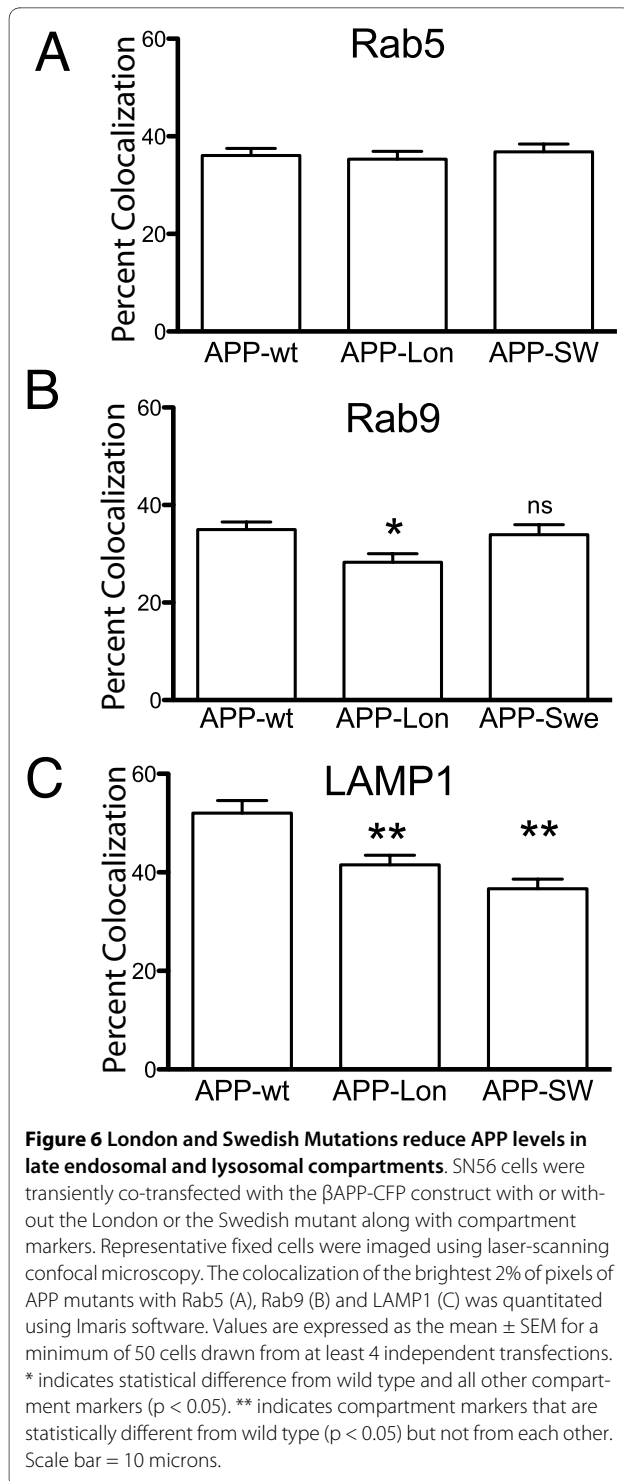 A
Rab5
Percent Colocalization
60
40
20
0
APP-wt APP-Lon APP-SW
B
Rab9
Percent Colocalization
60
40
20
0
*
ns
APP-wt APP-Lon APP-Swe
C
LAMP1
Percent Colocalization
60
40
20
0
**
**
APP-wt APP-Lon APP-SW
Figure 6 London and Swedish Mutations reduce APP levels in
late endosomal and lysosomal compartments. SN56 cells were
transiently co-transfected with the βAPP-CFP construct with or with-
out the London or the Swedish mutant along with compartment
markers. Representative fixed cells were imaged using laser-scanning
confocal microscopy. The colocalization of the brightest 2% of pixels of
APP mutants with Rab5 (A), Rab9 (B) and LAMP1 (C) was quantitated
using Imaris software. Values are expressed as the mean ± SEM for a
minimum of 50 cells drawn from at least 4 independent transfections.
* indicates statistical difference from wild type and all other compart-
ment markers (p < 0.05). ** indicates compartment markers that are
statistically different from wild type (p < 0.05) but not from each other.
Scale bar = 10 microns.